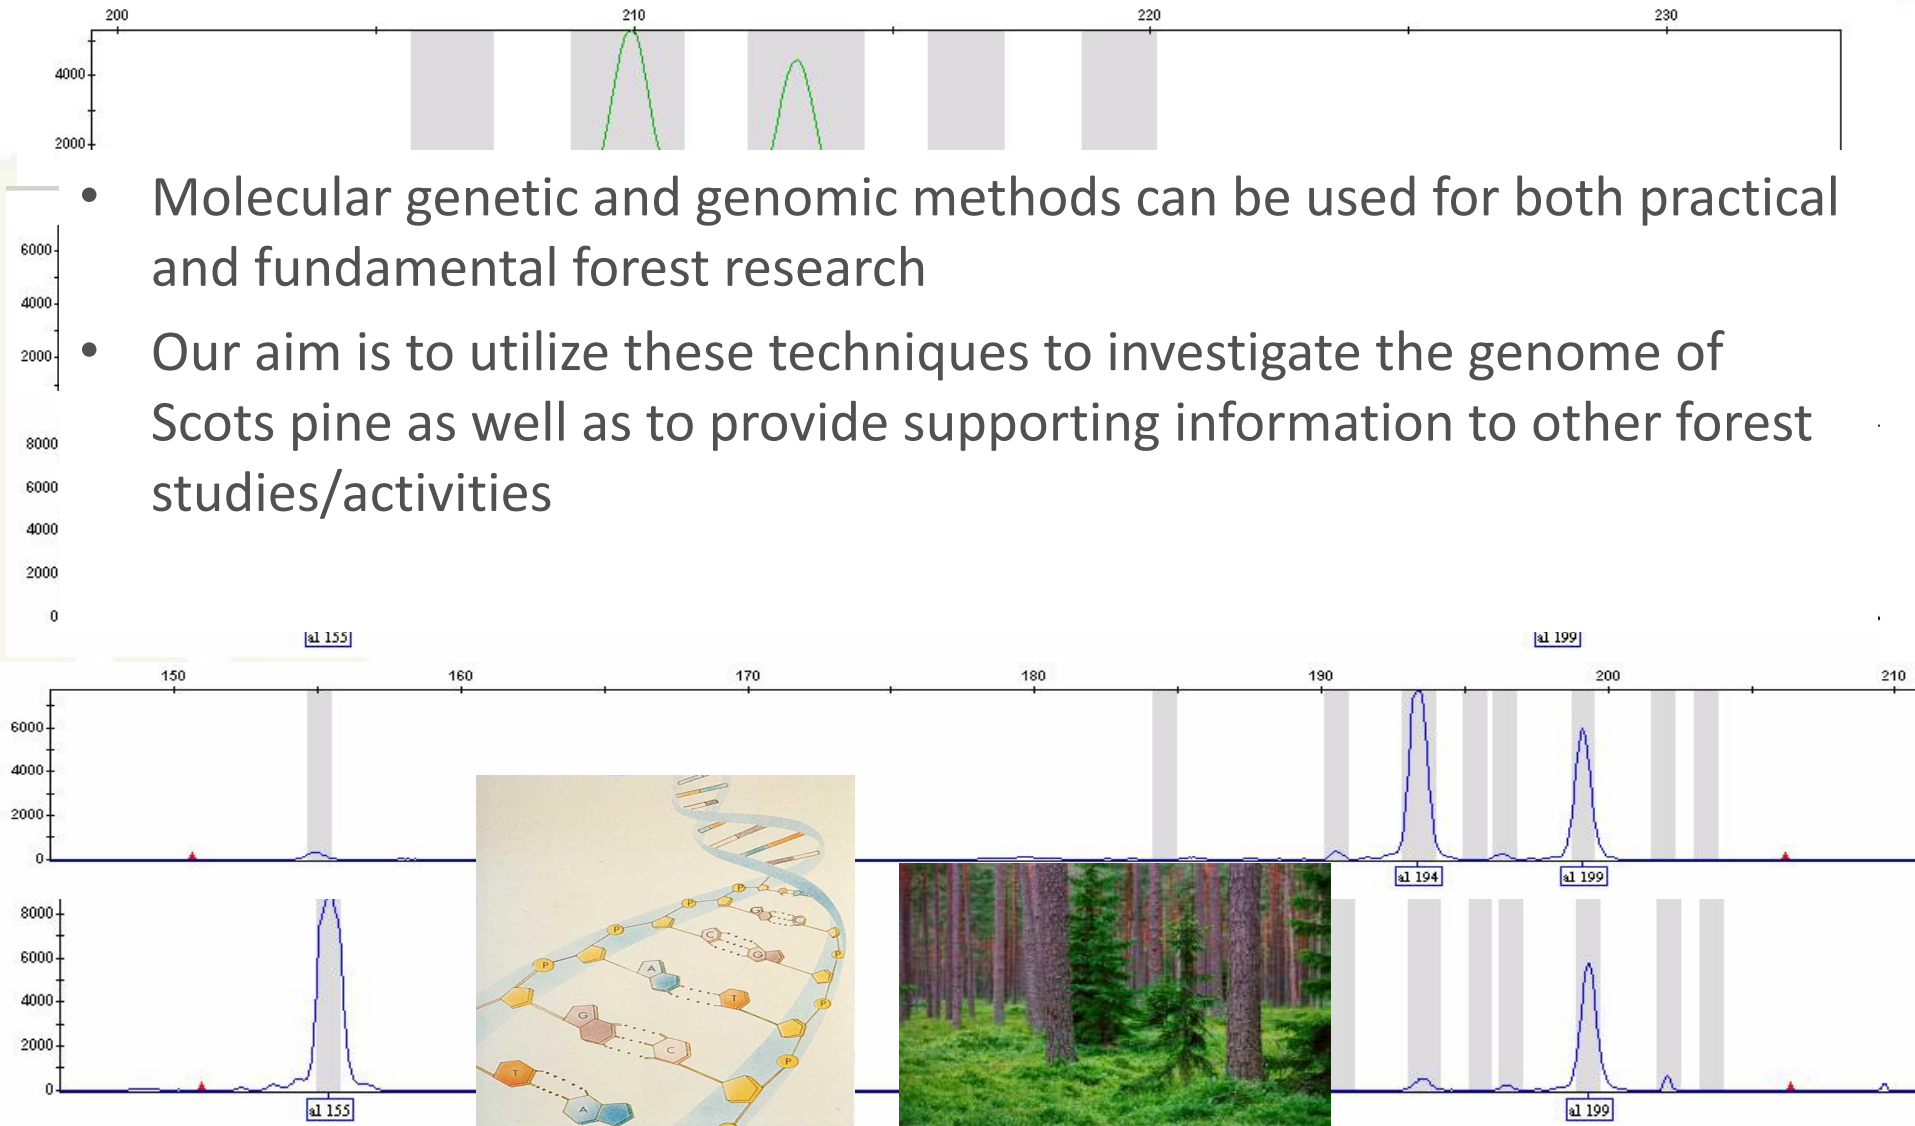 200 210 220 230
4000
2000
• Molecular genetic and genomic methods can be used for both practical
and fundamental forest research
6000
4000
• Our aim is to utilize these techniques to investigate the genome of
2000
Scots pine as well as to provide supporting information to other forest
8000
studies/activities
6000
4000
2000
0
al 155 al 199
150 160 170 180 190 200 210
6000
4000
2000
0
al 194 al 199
8000
6000
4000
2000
0
al 155 al 199
P P
P C
P C G P
P A
T P
G
C P
T
A